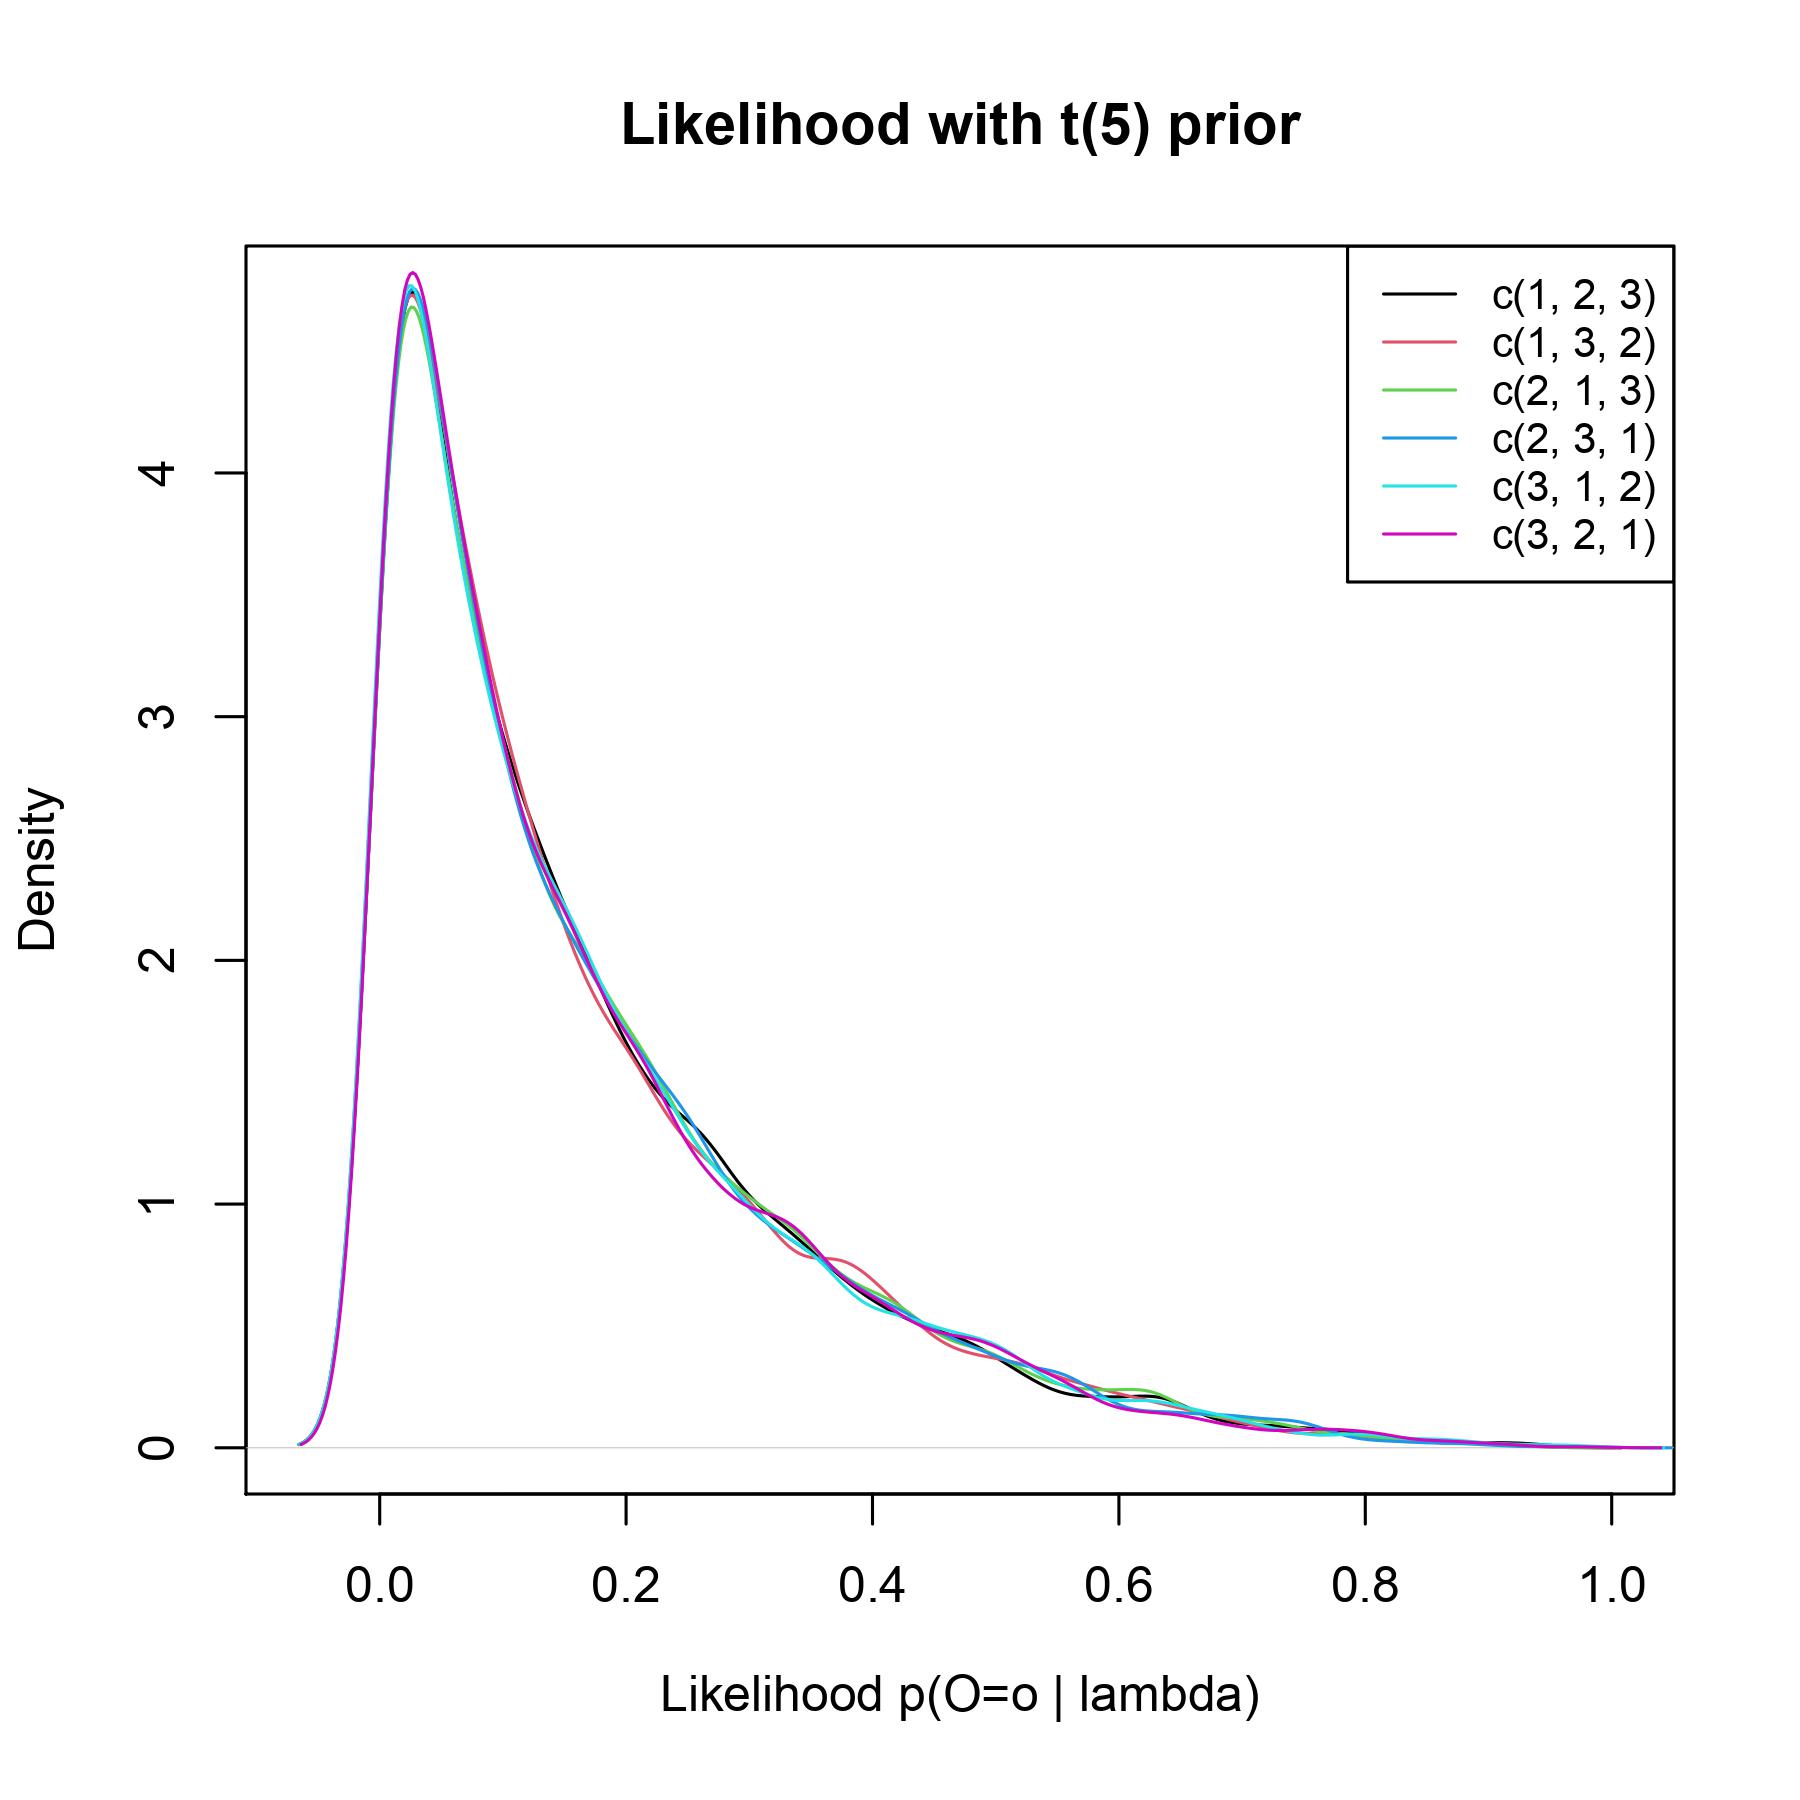 Likelihood with t(5) prior
c(1, 2, 3)
c(1, 3, 2)
c(2, 1, 3)
c(2, 3, 1)
c(3, 1, 2)
c(3, 2, 1)
Density
4
3
2
1
0
0.0 0.2 0.4 0.6 0.8 1.0
Likelihood p(O=o | lambda)